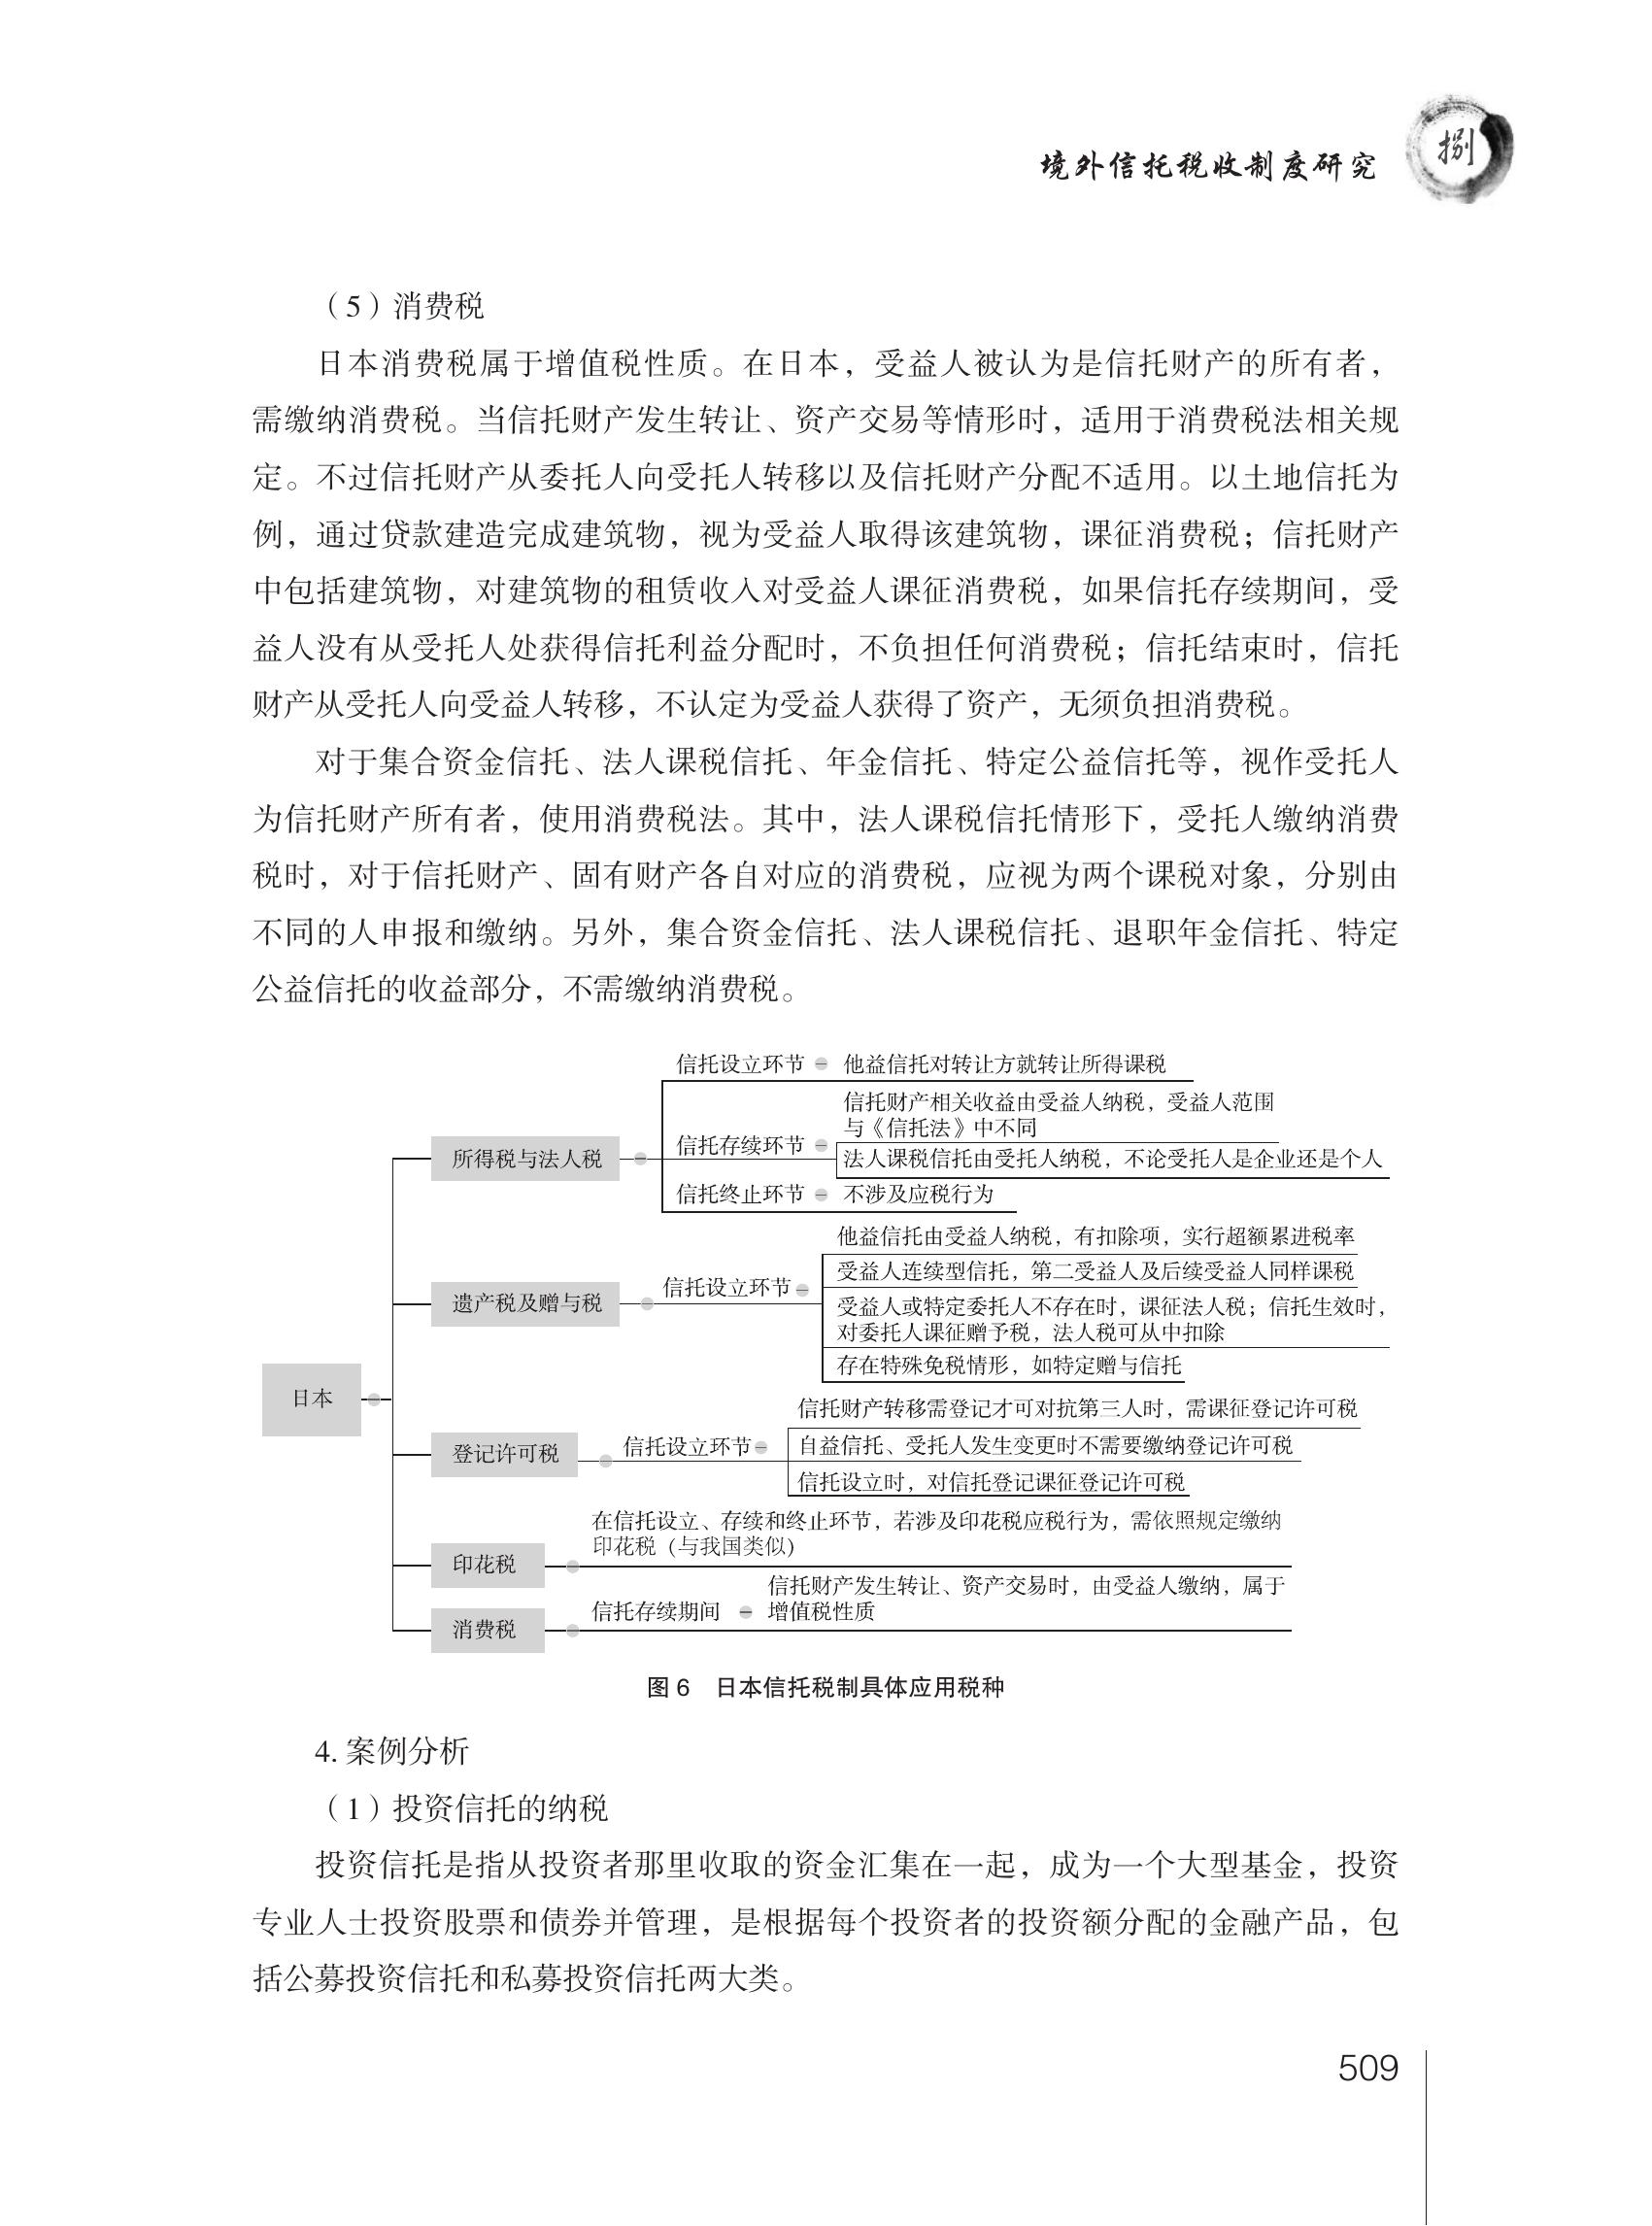 境外信托税收制度研究
捌
（5）消费税
日本消费税属于增值税性质。在日本，受益人被认为是信托财产的所有者，
需缴纳消费税。当信托财产发生转让、资产交易等情形时，适用于消费税法相关规
定。不过信托财产从委托人向受托人转移以及信托财产分配不适用。以土地信托为
例，通过贷款建造完成建筑物，视为受益人取得该建筑物，课征消费税；信托财产
中包括建筑物，对建筑物的租赁收入对受益人课征消费税，如果信托存续期间，受
益人没有从受托人处获得信托利益分配时，不负担任何消费税；信托结束时，信托
财产从受托人向受益人转移，不认定为受益人获得了资产，无须负担消费税。
对于集合资金信托、法人课税信托、年金信托、特定公益信托等，视作受托人
为信托财产所有者，使用消费税法。其中，法人课税信托情形下，受托人缴纳消费
税时，对于信托财产、固有财产各自对应的消费税，应视为两个课税对象，分别由
不同的人申报和缴纳。另外，集合资金信托、法人课税信托、退职年金信托、特定
公益信托的收益部分，不需缴纳消费税。
日本
所得税与法人税
信托设立环节
他益信托对转让方就转让所得课税
信托存续环节
信托财产相关收益由受益人纳税，受益人范围
与《信托法》中不同
法人课税信托由受托人纳税，不论受托人是企业还是个人
信托终止环节
不涉及应税行为
遗产税及赠与税
信托设立环节
他益信托由受益人纳税，有扣除项，实行超额累进税率
受益人连续型信托，第二受益人及后续受益人同样课税
受益人或特定委托人不存在时，课征法人税；信托生效时，
对委托人课征赠予税，法人税可从中扣除
存在特殊免税情形，如特定赠与信托
登记许可税
信托设立环节
信托财产转移需登记才可对抗第三人时，需课征登记许可税
自益信托、受托人发生变更时不需要缴纳登记许可税
信托设立时，对信托登记课征登记许可税
印花税
在信托设立、存续和终止环节，若涉及印花税应税行为，需依照规定缴纳
印花税（与我国类似）
消费税
信托存续期间
信托财产发生转让、资产交易时，由受益人缴纳，属于
增值税性质
图 6　日本信托税制具体应用税种
4. 案例分析
（1）投资信托的纳税
投资信托是指从投资者那里收取的资金汇集在一起，成为一个大型基金，投资
专业人士投资股票和债券并管理，是根据每个投资者的投资额分配的金融产品，包
括公募投资信托和私募投资信托两大类。
509